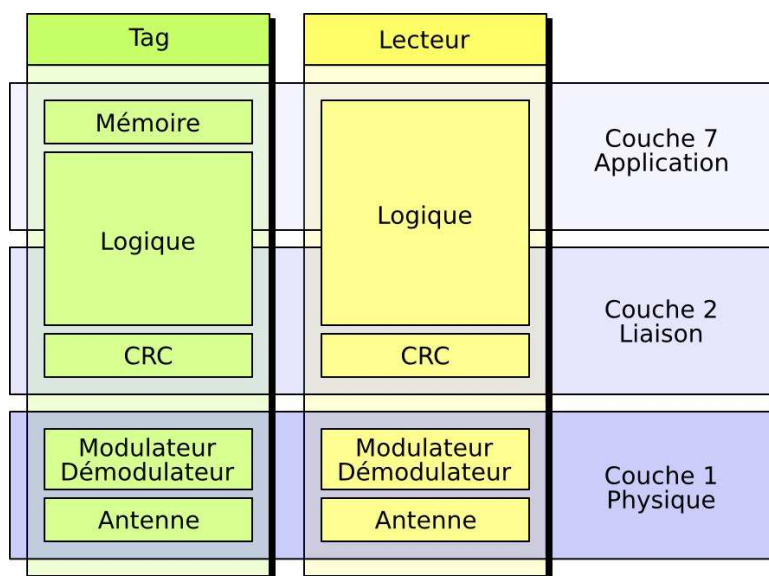 Tag
Lecteur
Mémoire
Logique
CRC
Modulateur
Démodulateur
Antenne
Logique
CRC
Modulateur
Démodulateur
Antenne
Couche 7
Application
Couche 2
Liaison
Couche 1
Physique